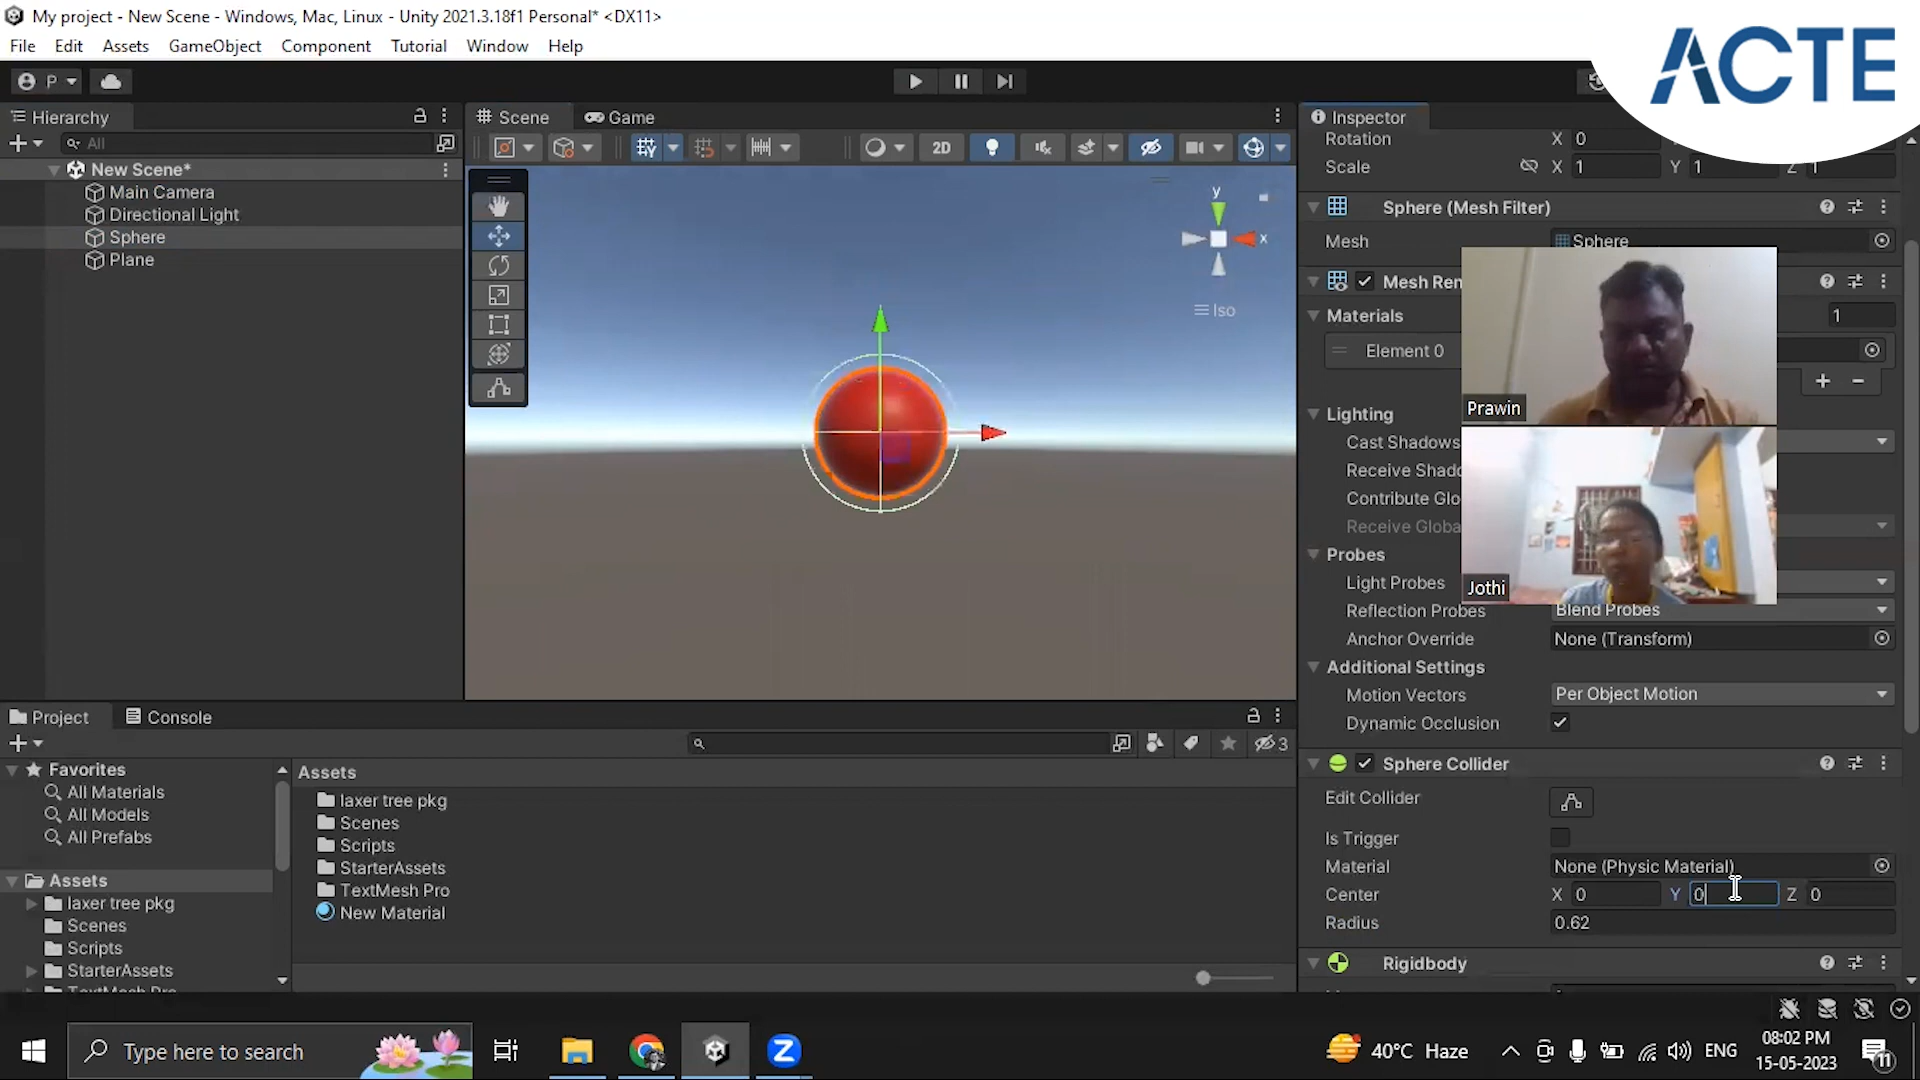 My project - New Scene - Windows, Mac, Linux - Unity 2021.3.18f1 Personal* <DX11>
File Edit Assets GameObject Component Tutorial Window Help
ACTE
P
Hierarchy
All
New Scene*
Main Camera
Directional Light
Sphere
Plane
Scene Game
2D
y
x
Iso
Inspector
Rotation X 0
Scale X 1 Y 1 Z 1
Sphere (Mesh Filter)
Mesh Sphere
Mesh Ren
Materials 1
Element 0
Lighting
Cast Shadows
Receive Shado
Contribute Glo
Receive Globa
Probes
Light Probes
Reflection Probes Blend Probes
Anchor Override None (Transform)
Additional Settings
Motion Vectors Per Object Motion
Dynamic Occlusion
Sphere Collider
Edit Collider
Is Trigger
Material None (Physic Material)
Center X 0 Y 0 Z 0
Radius 0.62
Rigidbody
Prawin
Jothi
Project Console
3
Favorites
All Materials
All Models
All Prefabs
Assets
laxer tree pkg
Scenes
Scripts
StarterAssets
TextMesh Pro
Assets
laxer tree pkg
Scenes
Scripts
StarterAssets
TextMesh Pro
New Material
Type here to search
40°C Haze
ENG
08:02 PM
15-05-2023
11